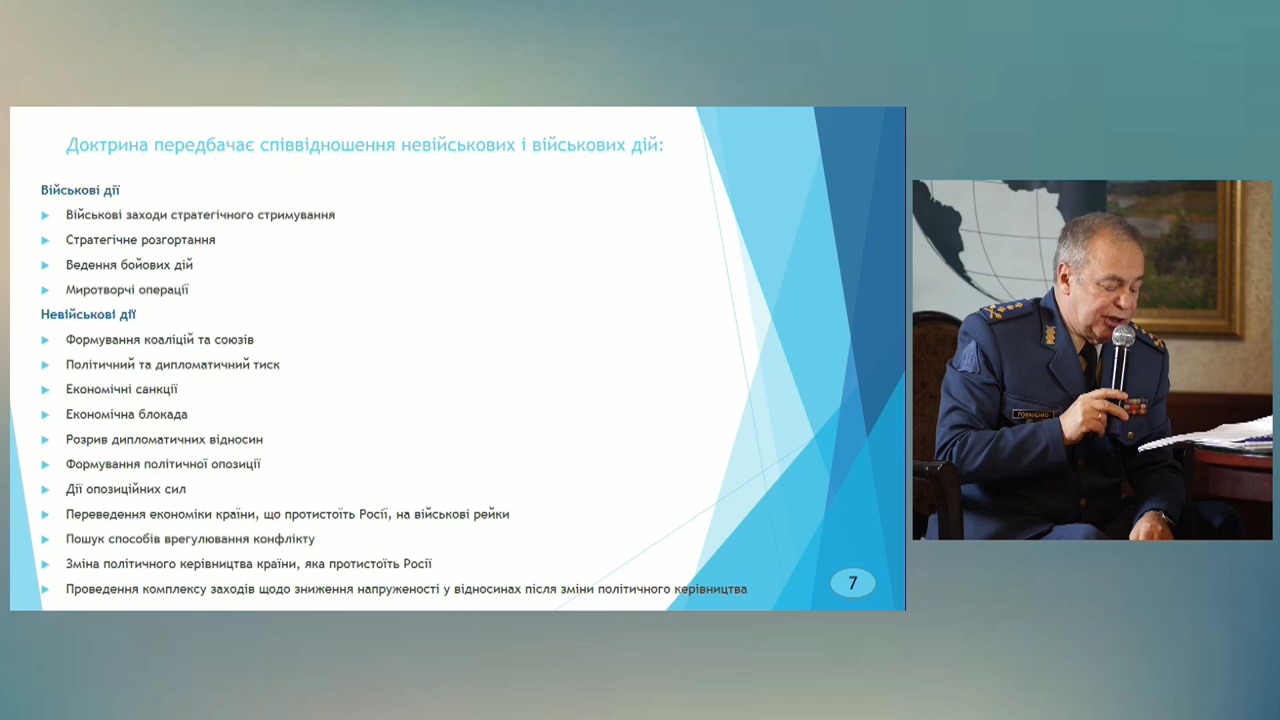 Доктрина передбачає співвідношення невійськових і військових дій:
Військові дії
Військові заходи стратегічного стримування
Стратегічне розгортання
Ведення бойових дій
Миротворчі операції
Невійськові дії
Формування коаліцій та союзів
Політичний та дипломатичний тиск
Економічні санкції
Економічна блокада
Розрив дипломатичних відносин
Формування політичної опозиції
Дії опозиційних сил
Переведення економіки країни, що протистоїть Росії, на військові рейки
Пошук способів врегулювання конфлікту
Зміна політичного керівництва країни, яка протистоїть Росії
Проведення комплексу заходів щодо зниження напруженості у відносинах після зміни політичного керівництва
7
РОМАНЕНКО